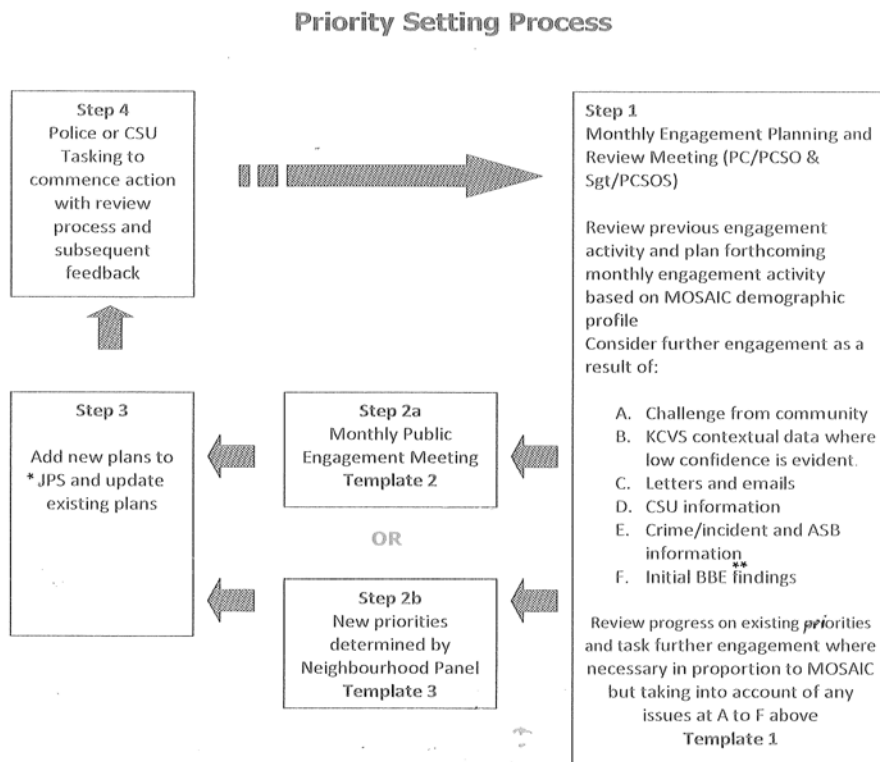 Priority Setting Process
Step 4
Police or CSU
Tasking to
commence action
with review
process and
subsequent
feedback
Step 1
Monthly Engagement Planning and
Review Meeting (PC/PCSO &
Sgt/PCSOS)
Review previous engagement
activity and plan forthcoming
monthly engagement activity
based on MOSAIC demographic
profile
Consider further engagement as a
result of:
A. Challenge from community
B. KCVS contextual data where
low confidence is evident.
C. Letters and emails
D. CSU information
E. Crime/incident and ASB
information
**
F. Initial BBE findings
Review progress on existing priorities
and task further engagement where
necessary in proportion to MOSAIC
but taking into account of any
issues at A to F above
Template 1
Step 2a
Monthly Public
Engagement Meeting
Template 2
OR
Step 2b
New priorities
determined by
Neighbourhood Panel
Template 3
Step 3
Add new plans to
* JPS and update
existing plans